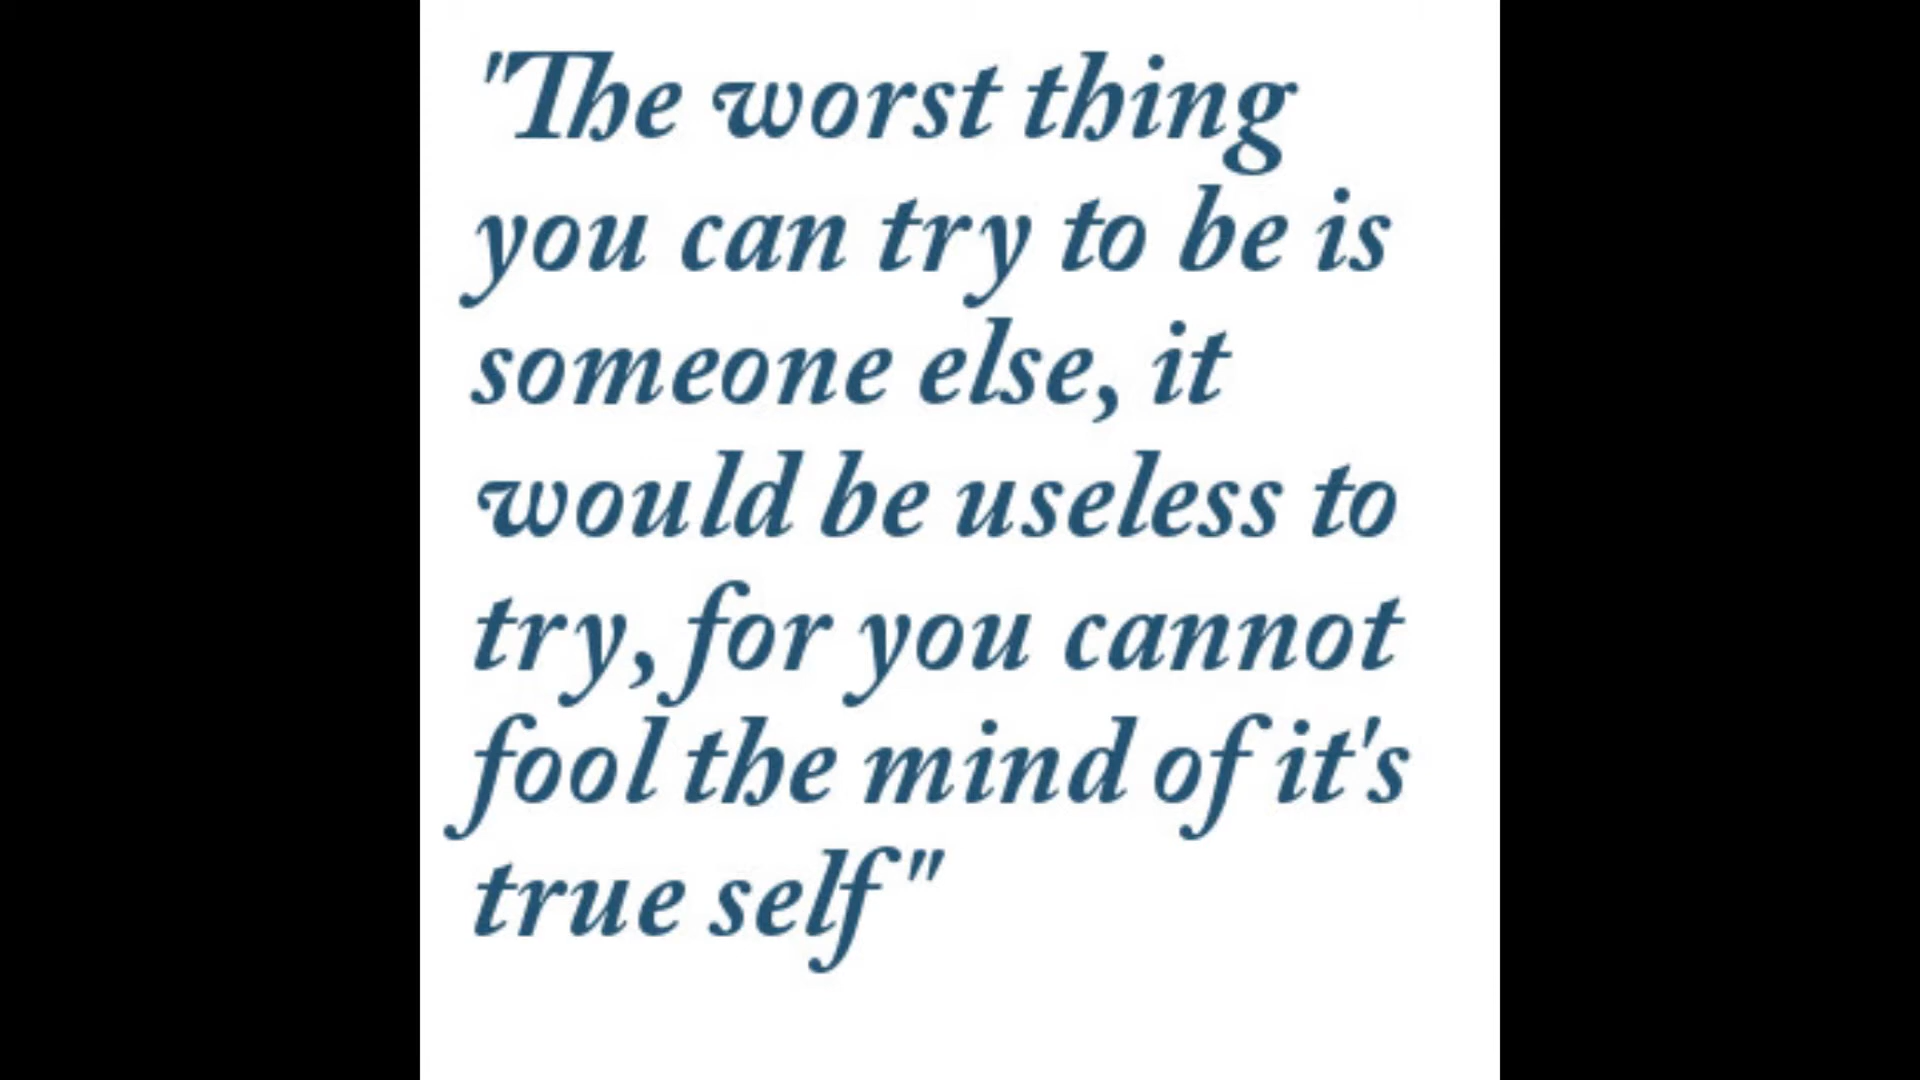 "The worst thing
you can try to be is
someone else, it
would be useless to
try, for you cannot
fool the mind of it's
true self"